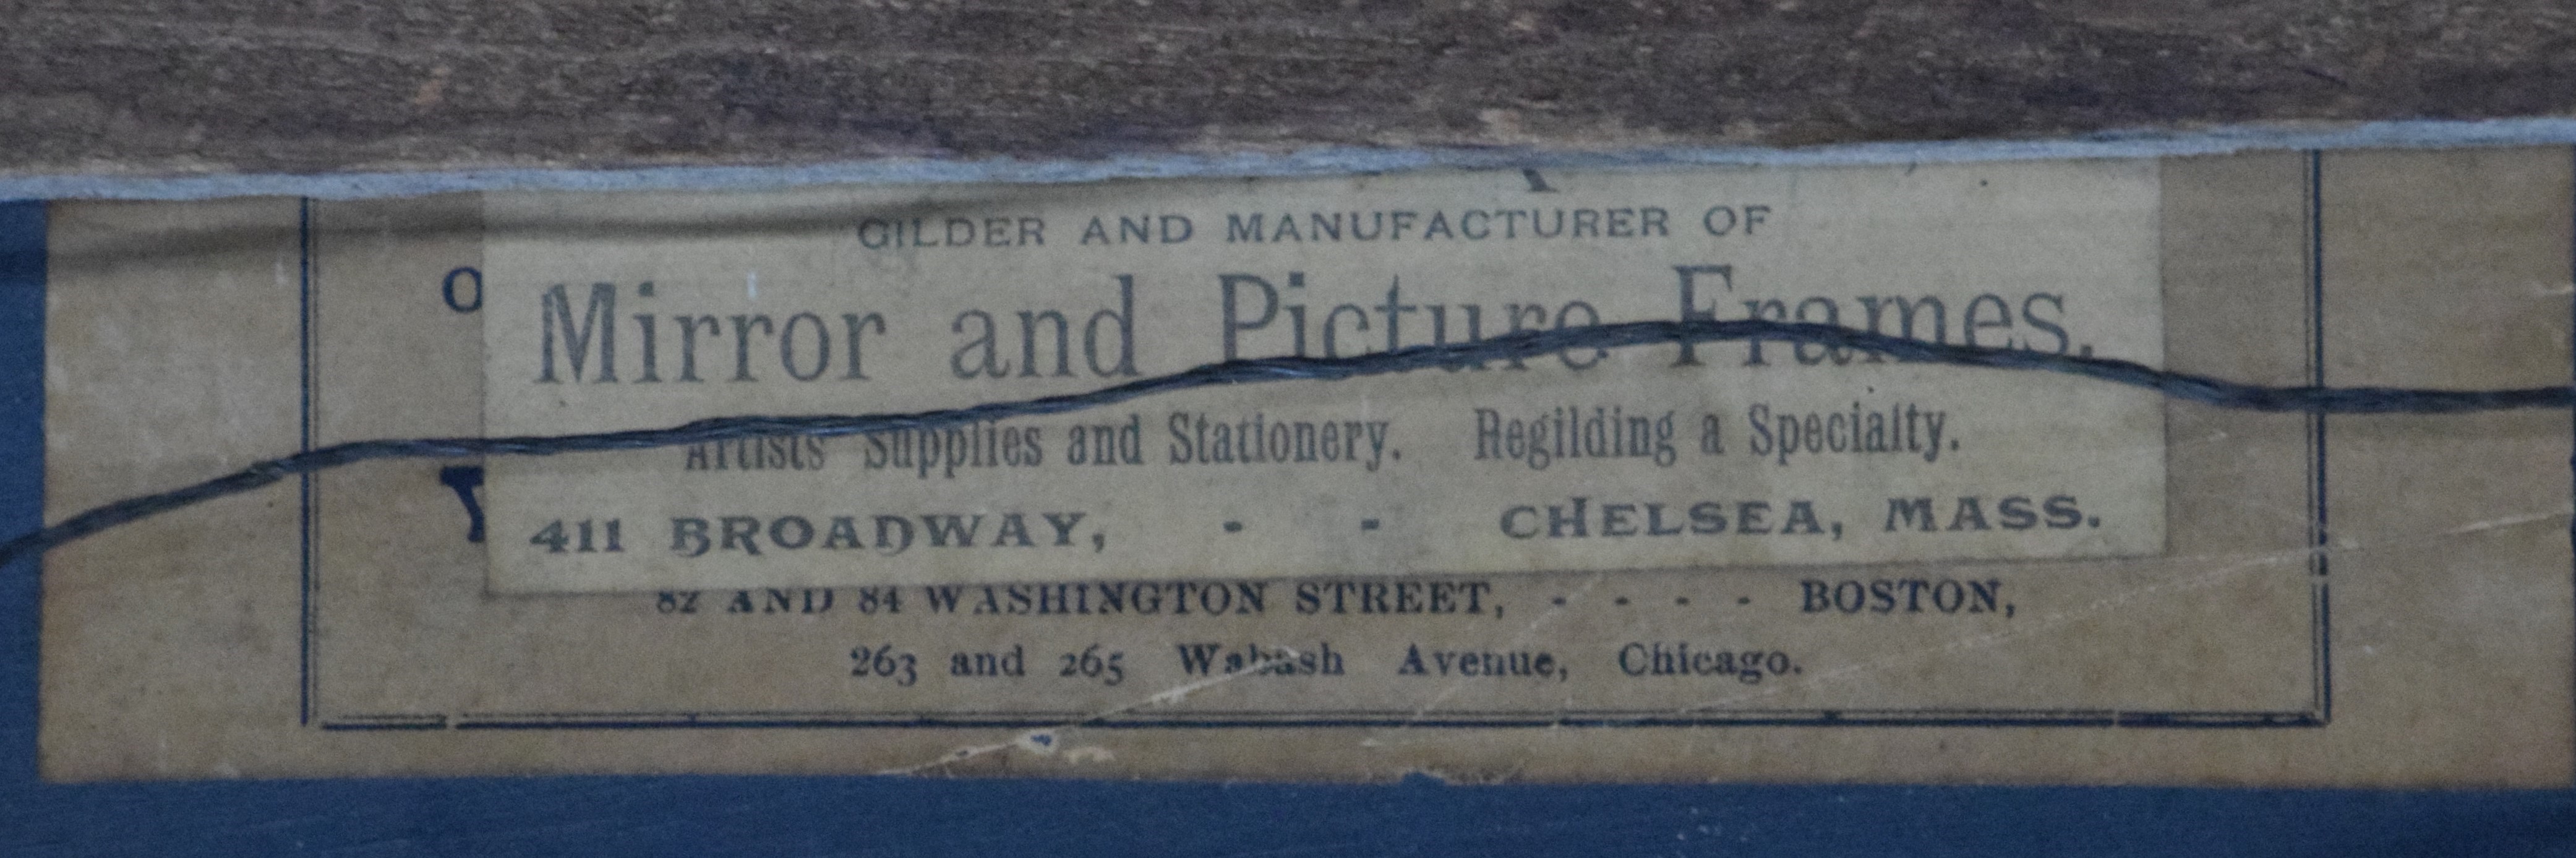 GILDER AND MANUFACTURER OF
Mirror and Picture Frames.
Artists Supplies and Stationery. Regilding a Specialty.
411 BROADWAY, - - CHELSEA, MASS.
82 AND 84 WASHINGTON STREET, - - - - BOSTON,
263 and 265 Wabash Avenue, Chicago.